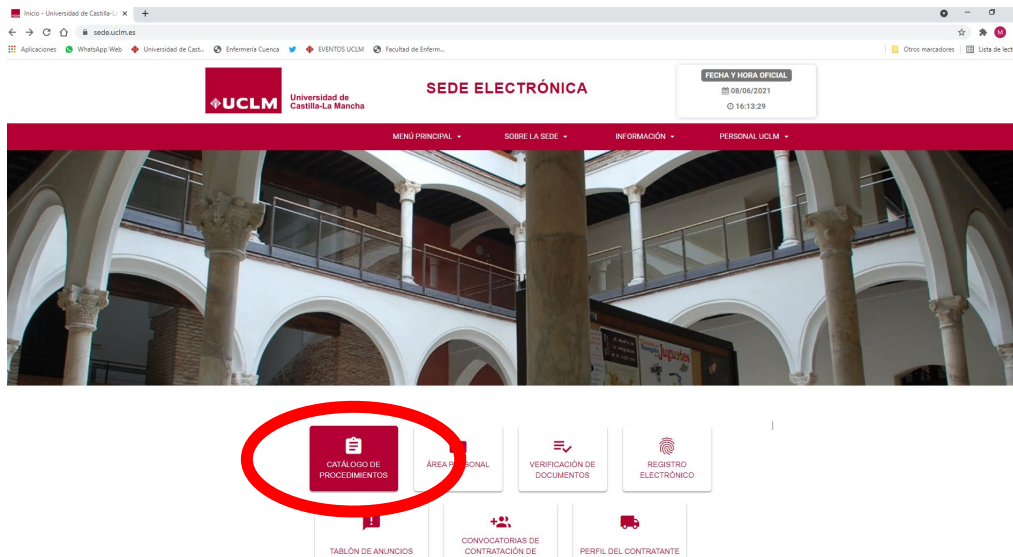 Inicio - Universidad de Castilla-L
sede.uclm.es
M
Aplicaciones WhatsApp Web Universidad de Cast... Enfermería Cuenca EVENTOS UCLM Facultad de Enferm...
Otros marcadores Lista de lect
UCLM
Universidad de
Castilla-La Mancha
SEDE ELECTRÓNICA
FECHA Y HORA OFICIAL
08/06/2021
16:13:29
MENÚ PRINCIPAL SOBRE LA SEDE INFORMACIÓN PERSONAL UCLM
Juguetes
CATÁLOGO DE
PROCEDIMIENTOS
ÁREA P SONAL
VERIFICACIÓN DE
DOCUMENTOS
REGISTRO
ELECTRÓNICO
TABLÓN DE ANUNCIOS
CONVOCATORIAS DE
CONTRATACIÓN DE
PERFIL DEL CONTRATANTE